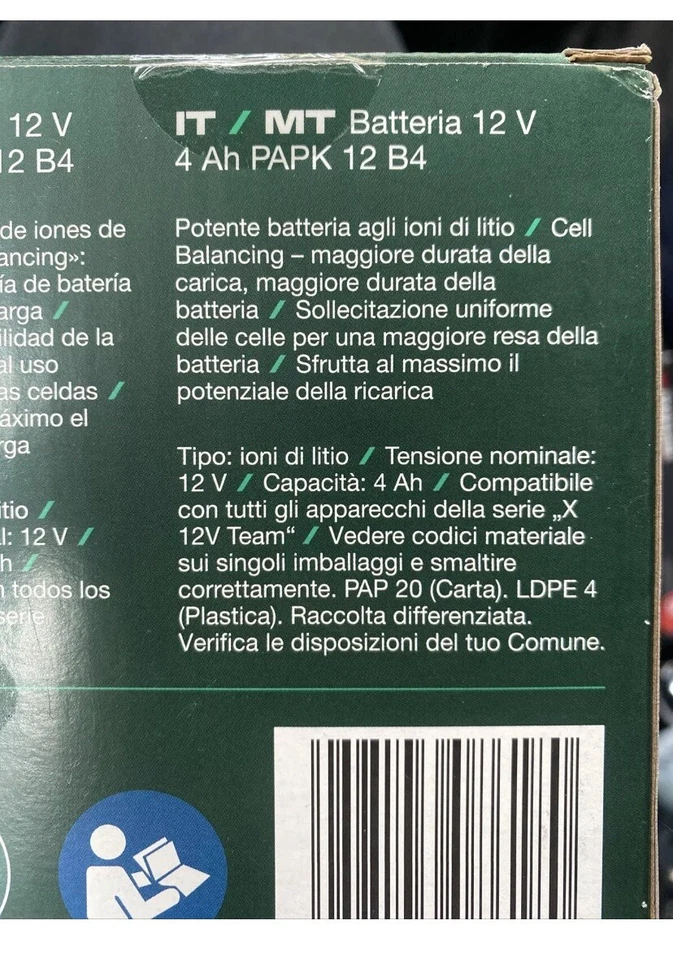 12 V
12 B4
de iones de
ancing»:
ía de batería
arga /
ilidad de la
al uso
as celdas /
áximo el
rga
itio /
l: 12 V /
h /
n todos los
serie
IT / MT Batteria 12 V
4 Ah PAPK 12 B4
Potente batteria agli ioni di litio / Cell
Balancing – maggiore durata della
carica, maggiore durata della
batteria / Sollecitazione uniforme
delle celle per una maggiore resa della
batteria / Sfrutta al massimo il
potenziale della ricarica
Tipo: ioni di litio / Tensione nominale:
12 V / Capacità: 4 Ah / Compatibile
con tutti gli apparecchi della serie „X
12V Team“ / Vedere codici materiale
sui singoli imballaggi e smaltire
correttamente. PAP 20 (Carta). LDPE 4
(Plastica). Raccolta differenziata.
Verifica le disposizioni del tuo Comune.